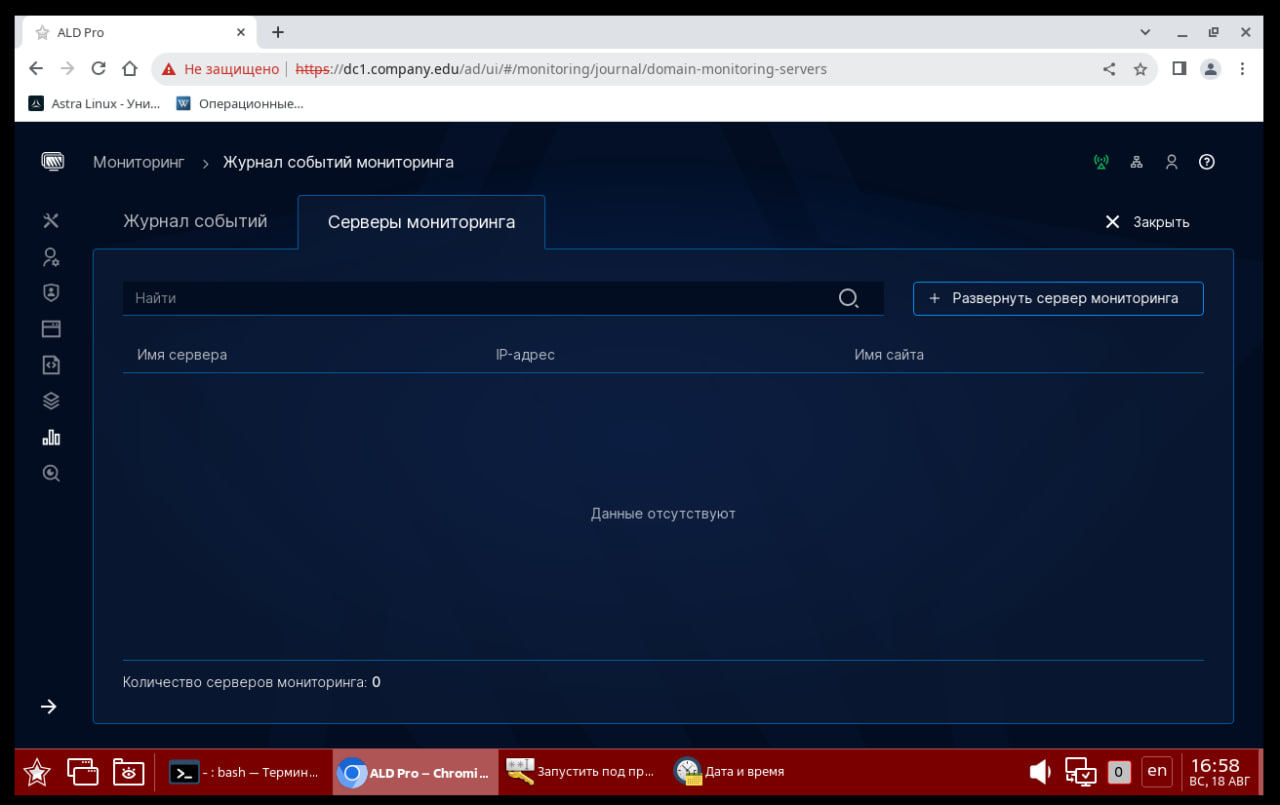 ALD Pro
Не защищено https://dc1.company.edu/ad/ui/#/monitoring/journal/domain-monitoring-servers
Astra Linux - Уни... Операционные...
Мониторинг > Журнал событий мониторинга
Журнал событий Серверы мониторинга Закрыть
Найти + Развернуть сервер мониторинга
Имя сервера IP-адрес Имя сайта
Данные отсутствуют
Количество серверов мониторинга: 0
- : bash — Термин... ALD Pro – Chromi... Запустить под пр... Дата и время 0 en 16:58
ВС, 18 АВГ